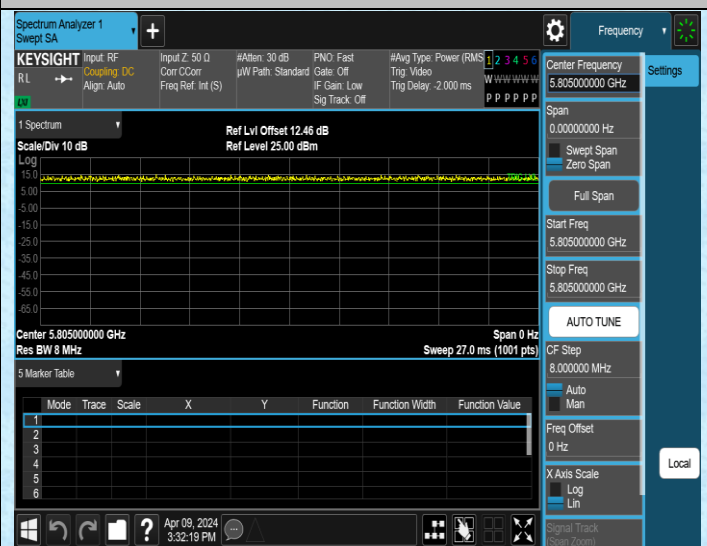 Spectrum Analyzer 1
Swept SA
Frequency
KEYSIGHT
RL
LXI
Input: RF
Coupling: DC
Align: Auto
Input Z: 50 Ω
Corr CCorr
Freq Ref: Int (S)
#Atten: 30 dB
µW Path: Standard
PNO: Fast
Gate: Off
IF Gain: Low
Sig Track: Off
#Avg Type: Power (RMS
Trig: Video
Trig Delay: -2.000 ms
1 2 3 4 5 6
W W W W W W
P P P P P P
1 Spectrum
Scale/Div 10 dB
Ref Lvl Offset 12.46 dB
Ref Level 25.00 dBm
Log
15.0
5.00
-5.00
-15.0
-25.0
-35.0
-45.0
-55.0
-65.0
Center 5.805000000 GHz
Span 0 Hz
Res BW 8 MHz
Sweep 27.0 ms (1001 pts)
5 Marker Table
Mode Trace Scale X Y Function Function Width Function Value
1
2
3
4
5
6
?
Apr 09, 2024
3:32:19 PM
Center Frequency
5.805000000 GHz
Span
0.00000000 Hz
Swept Span
Zero Span
Full Span
Start Freq
5.805000000 GHz
Stop Freq
5.805000000 GHz
AUTO TUNE
CF Step
8.000000 MHz
Auto
Man
Freq Offset
0 Hz
X Axis Scale
Log
Lin
Signal Track
(Span Zoom)
Settings
Local